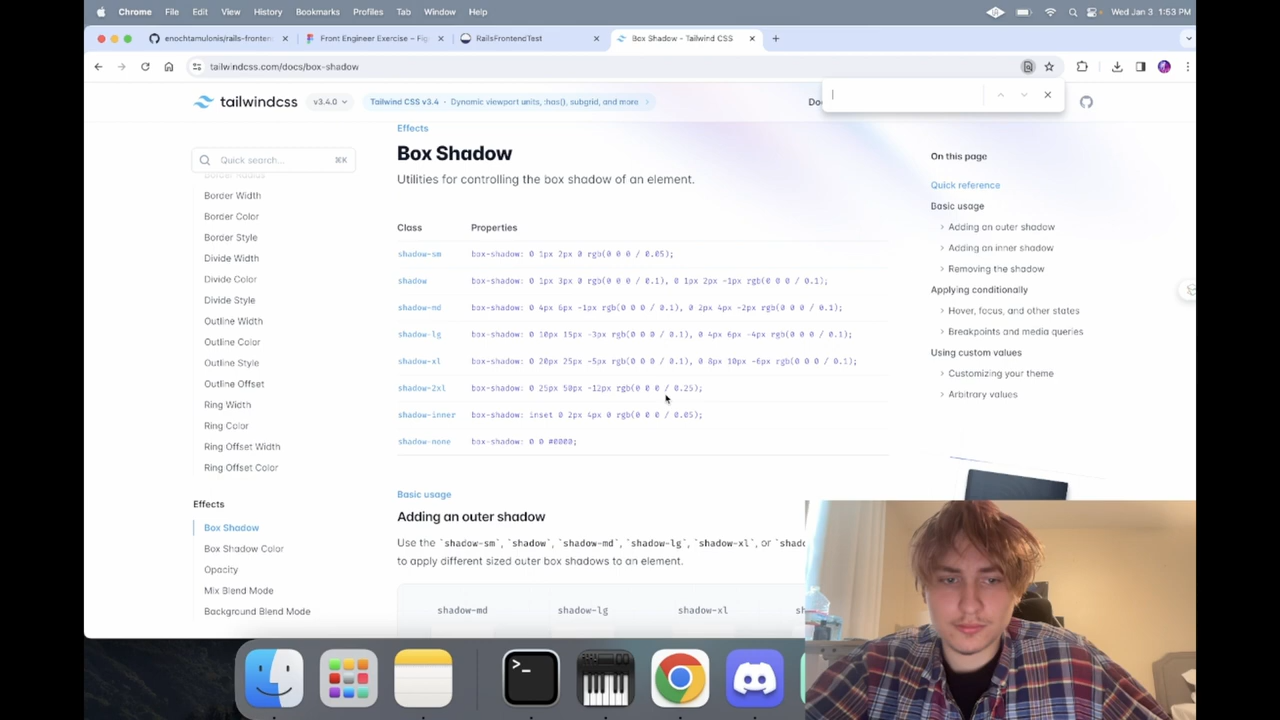 Chrome File Edit View History Bookmarks Profiles Tab Window Help Wed Jan 3 1:53 PM
enochtamulonis/rails-fronten Front Engineer Exercise – Fig RailsFrontendTest Box Shadow - Tailwind CSS
tailwindcss.com/docs/box-shadow
tailwindcss v3.4.0 Tailwind CSS v3.4 · Dynamic viewport units, :has(), subgrid, and more
Quick search... ⌘K
Border Radius
Border Width
Border Color
Border Style
Divide Width
Divide Color
Divide Style
Outline Width
Outline Color
Outline Style
Outline Offset
Ring Width
Ring Color
Ring Offset Width
Ring Offset Color
Effects
Box Shadow
Box Shadow Color
Opacity
Mix Blend Mode
Background Blend Mode
Effects
Box Shadow
Utilities for controlling the box shadow of an element.
Class Properties
shadow-sm box-shadow: 0 1px 2px 0 rgb(0 0 0 / 0.05);
shadow box-shadow: 0 1px 3px 0 rgb(0 0 0 / 0.1), 0 1px 2px -1px rgb(0 0 0 / 0.1);
shadow-md box-shadow: 0 4px 6px -1px rgb(0 0 0 / 0.1), 0 2px 4px -2px rgb(0 0 0 / 0.1);
shadow-lg box-shadow: 0 10px 15px -3px rgb(0 0 0 / 0.1), 0 4px 6px -4px rgb(0 0 0 / 0.1);
shadow-xl box-shadow: 0 20px 25px -5px rgb(0 0 0 / 0.1), 0 8px 10px -6px rgb(0 0 0 / 0.1);
shadow-2xl box-shadow: 0 25px 50px -12px rgb(0 0 0 / 0.25);
shadow-inner box-shadow: inset 0 2px 4px 0 rgb(0 0 0 / 0.05);
shadow-none box-shadow: 0 0 #0000;
Basic usage
Adding an outer shadow
Use the `shadow-sm`, `shadow`, `shadow-md`, `shadow-lg`, `shadow-xl`, or `shado
to apply different sized outer box shadows to an element.
shadow-md shadow-lg shadow-xl sh
On this page
Quick reference
Basic usage
Adding an outer shadow
Adding an inner shadow
Removing the shadow
Applying conditionally
Hover, focus, and other states
Breakpoints and media queries
Using custom values
Customizing your theme
Arbitrary values